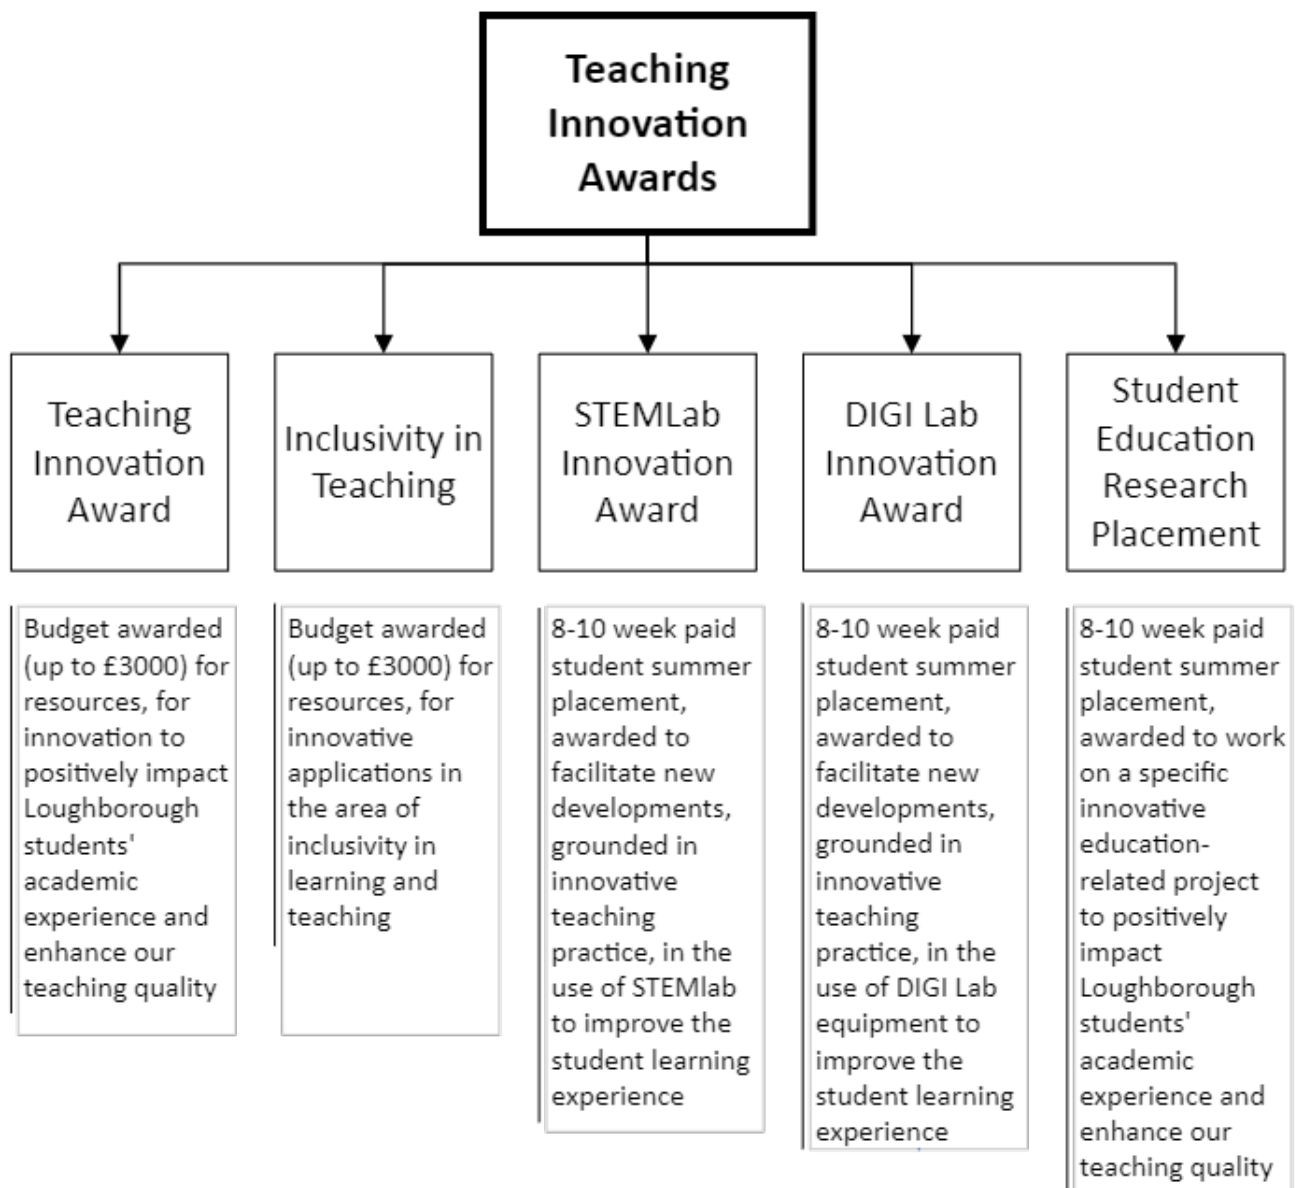 Teaching
Innovation
Awards
Teaching
Innovation
Award
Inclusivity in
Teaching
STEMLab
Innovation
Award
DIGI Lab
Innovation
Award
Student
Education
Research
Placement
Budget awarded
(up to £3000) for
resources, for
innovation to
positively impact
Loughborough
students'
academic
experience and
enhance our
teaching quality
Budget awarded
(up to £3000) for
resources, for
innovative
applications in
the area of
inclusivity in
learning and
teaching
8-10 week paid
student summer
placement,
awarded to
facilitate new
developments,
grounded in
innovative
teaching
practice, in the
use of STEMlab
to improve the
student learning
experience
8-10 week paid
student summer
placement,
awarded to
facilitate new
developments,
grounded in
innovative
teaching
practice, in the
use of DIGI Lab
equipment to
improve the
student learning
experience
8-10 week paid
student summer
placement,
awarded to work
on a specific
innovative
education-
related project
to positively
impact
Loughborough
students'
academic
experience and
enhance our
teaching quality